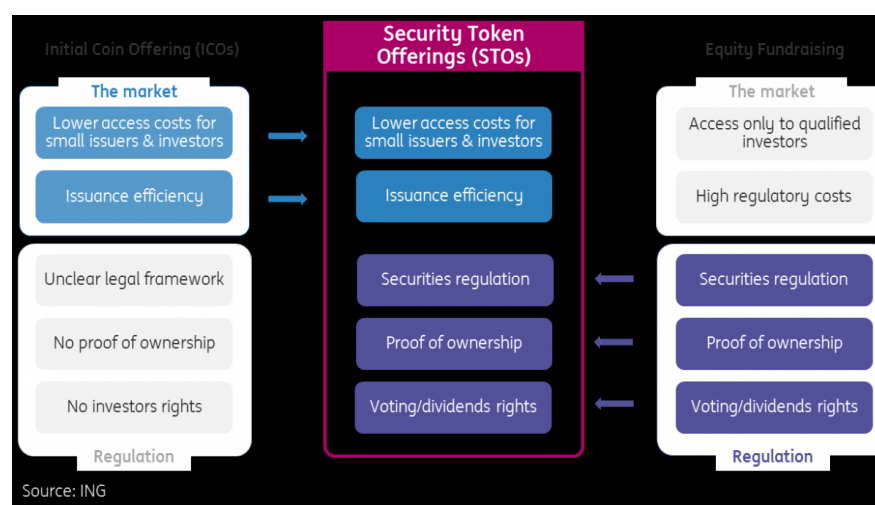 Initial Coin Offering (ICOs)
The market
Lower access costs for
small issuers & investors
Issuance efficiency
Unclear legal framework
No proof of ownership
No investors rights
Regulation
Security Token
Offerings (STOs)
Lower access costs for
small issuers & investors
Issuance efficiency
Securities regulation
Proof of ownership
Voting/dividends rights
Equity Fundraising
The market
Access only to qualified
investors
High regulatory costs
Securities regulation
Proof of ownership
Voting/dividends rights
Regulation
Source: ING